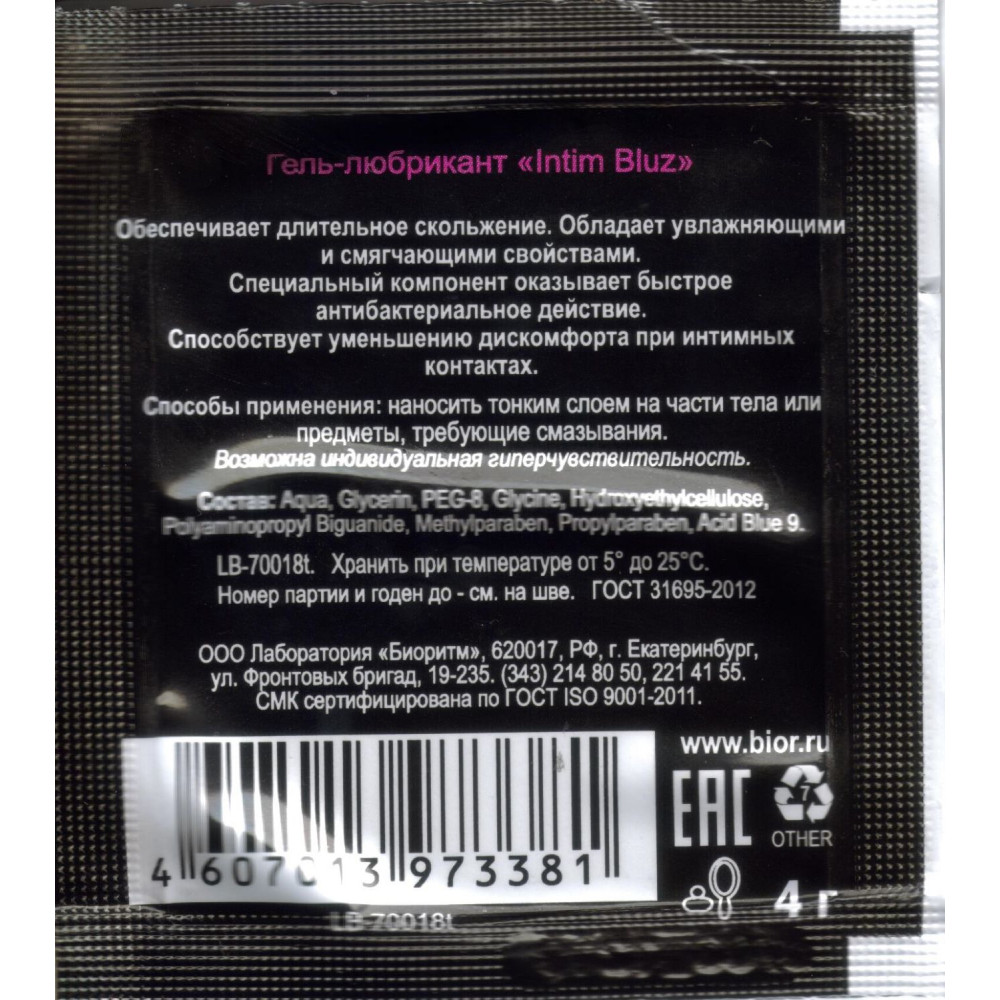 Гель-любрикант «Intim Bluz»
Обеспечивает длительное скольжение. Обладает увлажняющими
и смягчающими свойствами.
Специальный компонент оказывает быстрое
антибактериальное действие.
Способствует уменьшению дискомфорта при интимных
контактах.
Способы применения: наносить тонким слоем на части тела или
предметы, требующие смазывания.
Возможна индивидуальная гиперчувствительность.
Состав: Aqua, Glycerin, PEG-8, Glycine, Hydroxyethylcellulose,
Polyaminopropyl Biguanide, Methylparaben, Propylparaben, Acid Blue 9.
LB-70018t. Хранить при температуре от 5° до 25°С.
Номер партии и годен до - см. на шве. ГОСТ 31695-2012
ООО Лаборатория «Биоритм», 620017, РФ, г. Екатеринбург,
ул. Фронтовых бригад, 19-235. (343) 214 80 50, 221 41 55.
СМК сертифицирована по ГОСТ ISO 9001-2011.
www.bior.ru
EAC
7
OTHER
4 607013 973381
4 г
LB-70018t